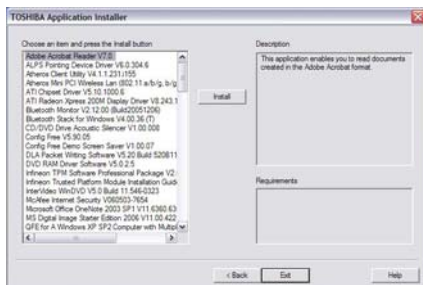 TOSHIBA Application Installer
Choose an item and press the Install button
Adobe Acrobat Reader V7.0
ALPS Pointing Device Driver V6.0.304.6
Atheros Client Utility V4.1.1.231/155
Atheros Mini PCI Wireless Lan (802.11 a/b/g, b/g
ATI Chipset Driver V5.10.1000.6
ATI Radeon Xpress 200M Display Driver V8.243.1
Bluetooth Monitor V2.12.00 (Build20051206)
Bluetooth Stack for Windows V4.00.36 (T)
CD/DVD Drive Acoustic Silencer V1.00.008
Config Free V5.90.05
Config Free Demo Screen Saver V1.00.07
DLA Packet Writing Software V5.20 Build 520811
DVD RAM Driver Software V5.0.2.5
Infineon TPM Software Professional Package V2
Infineon Trusted Platform Module Installation Guide
InterVideo WinDVD V5.0 Build 11.546-0323
McAfee Internet Security V060503-7654
Microsoft Office OneNote 2003 SP1 V11.6360.63
MS Digital Image Starter Edition 2006 V11.00.422
QFE for A Windows XP SP2 Computer with Multipl
Install
Description
This application enables you to read documents
created in the Adobe Acrobat format.
Requirements
< Back
Exit
Help